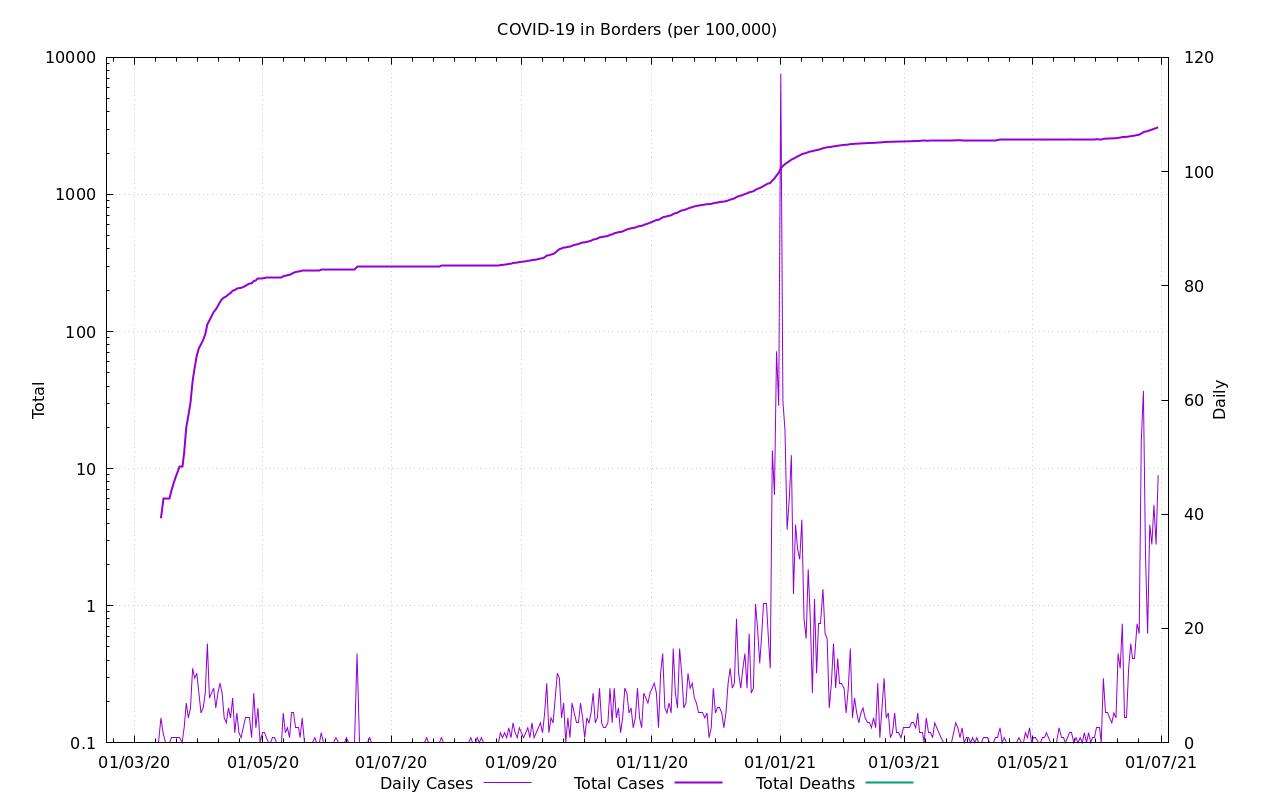 COVID-19 in Borders (per 100,000)
10000
1000
100
10
1
0.1
Total
120
100
80
60
40
20
0
Daily
01/03/20 01/05/20 01/07/20 01/09/20 01/11/20 01/01/21 01/03/21 01/05/21 01/07/21
Daily Cases Total Cases Total Deaths